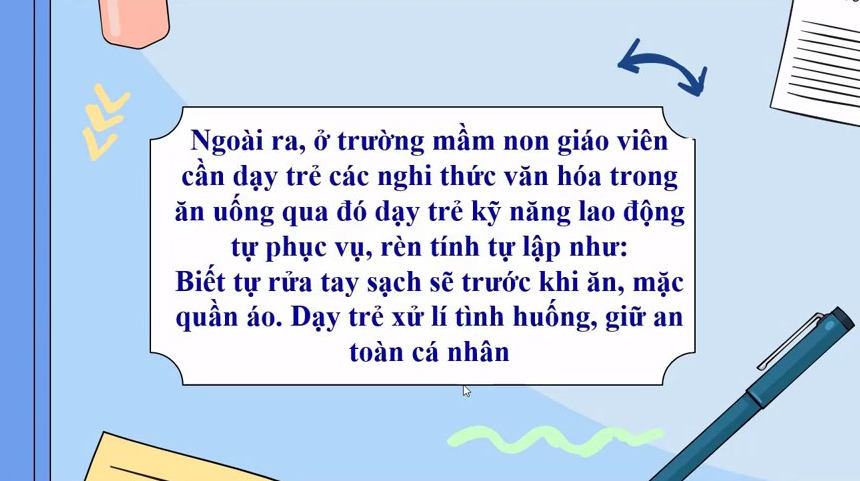 Ngoài ra, ở trường mầm non giáo viên
cần dạy trẻ các nghi thức văn hóa trong
ăn uống qua đó dạy trẻ kỹ năng lao động
tự phục vụ, rèn tính tự lập như:
Biết tự rửa tay sạch sẽ trước khi ăn, mặc
quần áo. Dạy trẻ xử lí tình huống, giữ an
toàn cá nhân